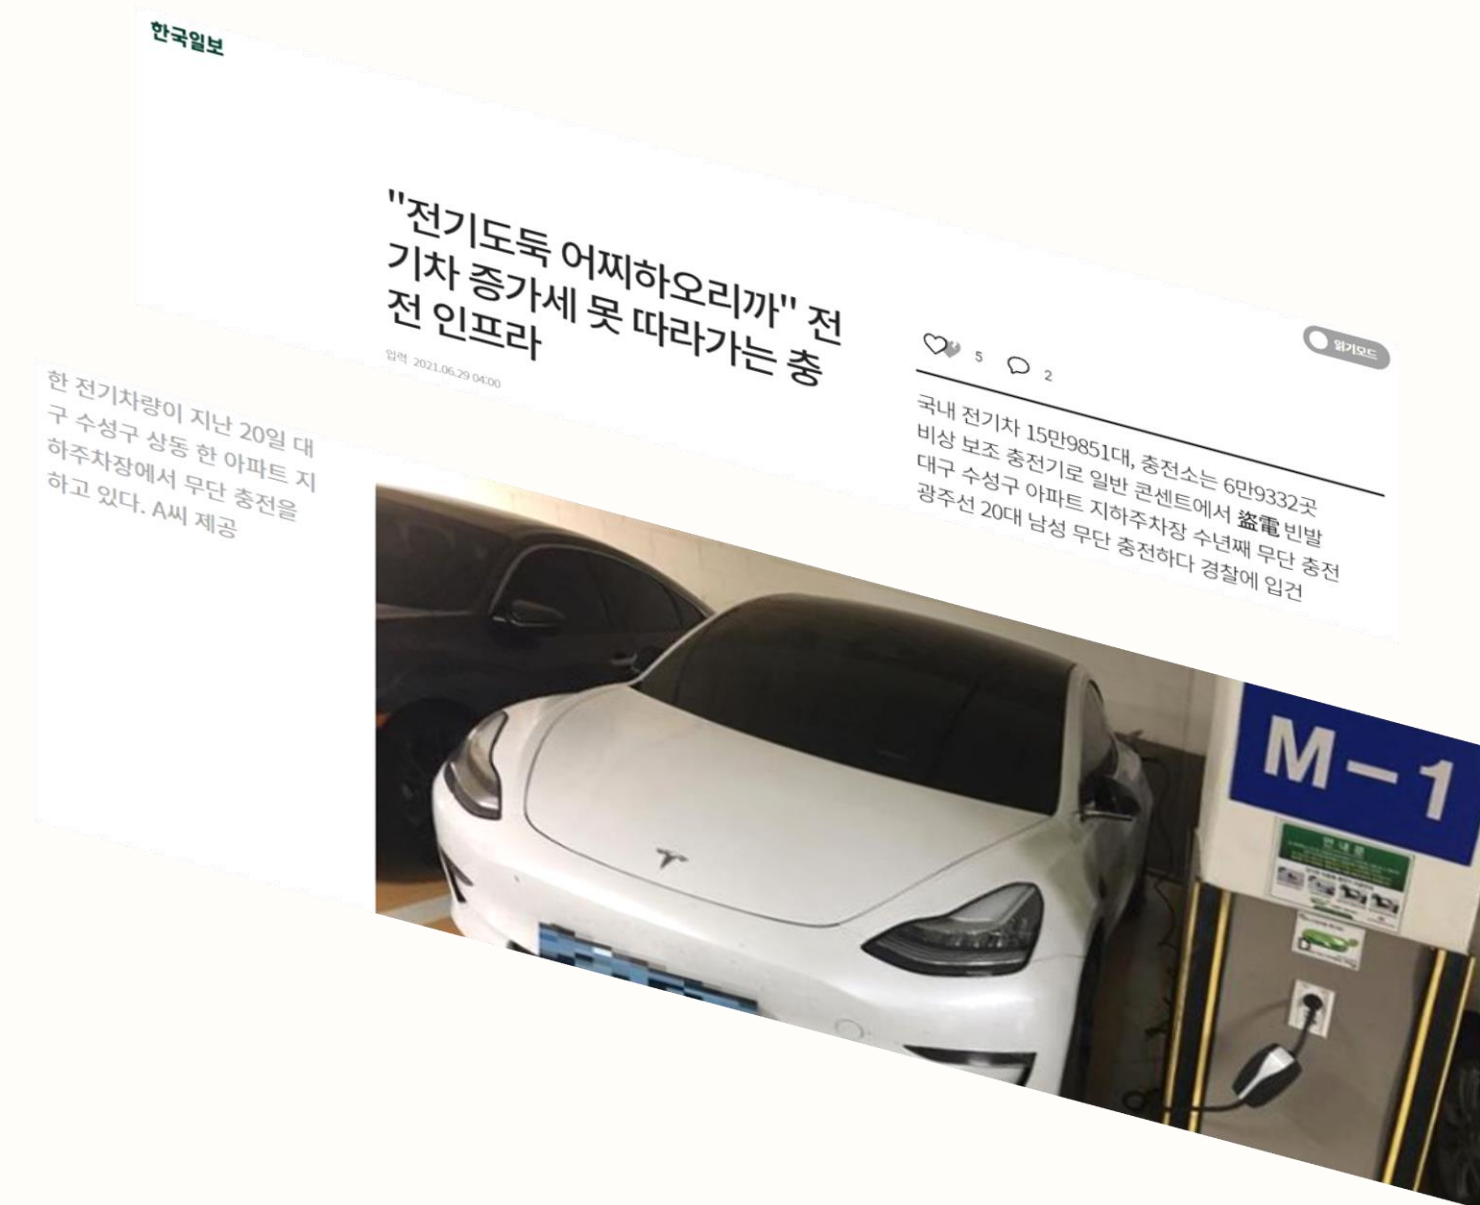 한국일보
"전기도둑 어찌하오리까" 전
기차 증가세 못 따라가는 충
전 인프라
입력 2021.06.29 04:00
5
2
읽기모드
국내 전기차 15만9851대, 충전소는 6만9332곳
비상 보조 충전기로 일반 콘센트에서 盜電 빈발
대구 수성구 아파트 지하주차장 수년째 무단 충전
광주선 20대 남성 무단 충전하다 경찰에 입건
한 전기차량이 지난 20일 대
구 수성구 상동 한 아파트 지
하주차장에서 무단 충전을
하고 있다. A씨 제공
M-1
안내문